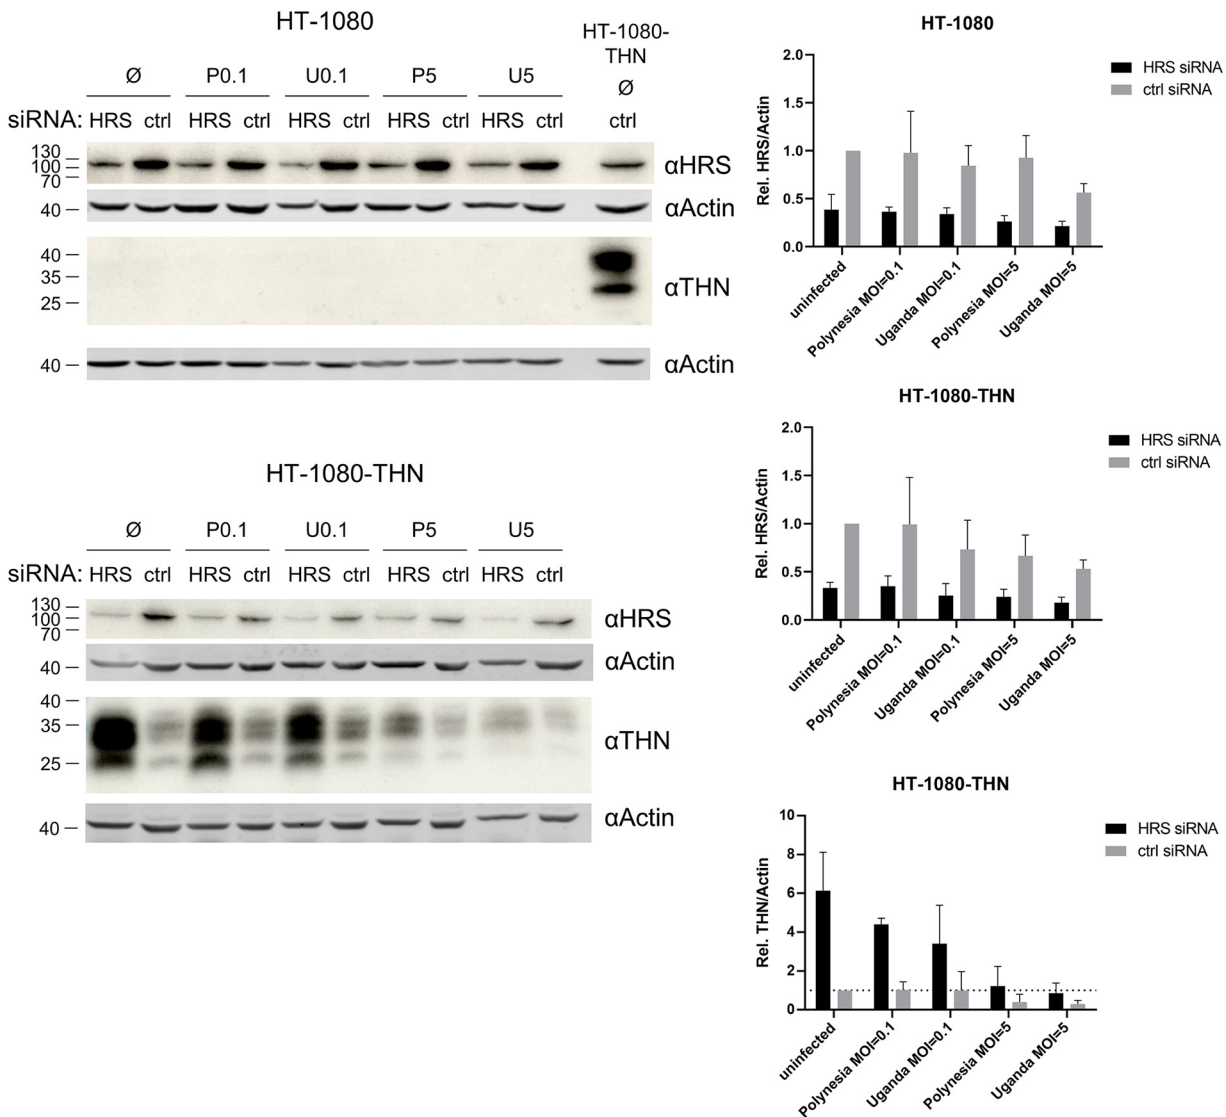 HT-1080
HT-1080-
THN
Ø P0.1 U0.1 P5 U5 Ø
siRNA: HRS ctrl HRS ctrl HRS ctrl HRS ctrl HRS ctrl ctrl
130
100
70
αHRS
40
αActin
40
35
25
αTHN
40
αActin
HT-1080-THN
Ø P0.1 U0.1 P5 U5
siRNA: HRS ctrl HRS ctrl HRS ctrl HRS ctrl HRS ctrl
130
100
70
αHRS
40
αActin
40
35
25
αTHN
40
αActin
HT-1080
Rel. HRS/Actin
2.0
1.5
1.0
0.5
0.0
uninfected
Polynesia MOI=0.1
Uganda MOI=0.1
Polynesia MOI=5
Uganda MOI=5
HRS siRNA
ctrl siRNA
HT-1080-THN
Rel. HRS/Actin
2.0
1.5
1.0
0.5
0.0
uninfected
Polynesia MOI=0.1
Uganda MOI=0.1
Polynesia MOI=5
Uganda MOI=5
HRS siRNA
ctrl siRNA
HT-1080-THN
Rel. THN/Actin
10
8
6
4
2
0
uninfected
Polynesia MOI=0.1
Uganda MOI=0.1
Polynesia MOI=5
Uganda MOI=5
HRS siRNA
ctrl siRNA